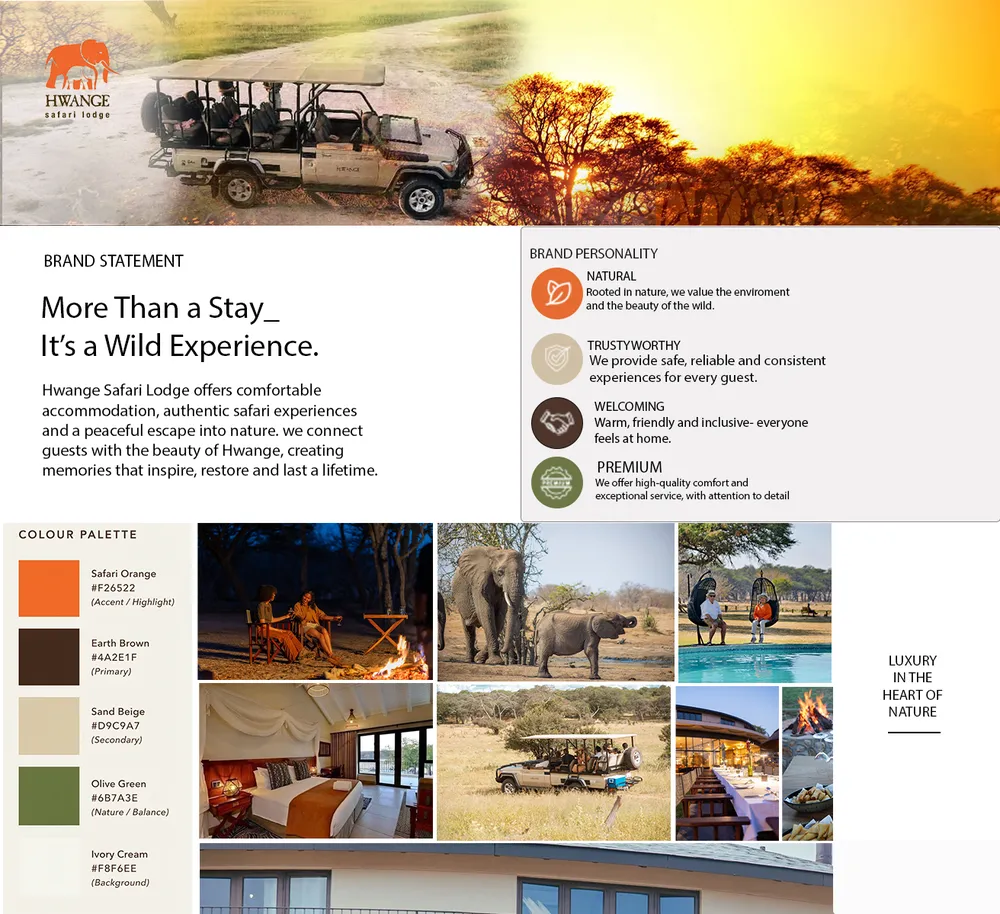 HWANGE
safari lodge
BRAND STATEMENT
More Than a Stay_
It's a Wild Experience.
Hwange Safari Lodge offers comfortable
accommodation, authentic safari experiences
and a peaceful escape into nature. we connect
guests with the beauty of Hwange, creating
memories that inspire, restore and last a lifetime.
BRAND PERSONALITY
NATURAL
Rooted in nature, we value the enviroment
and the beauty of the wild.
TRUSTYWORTHY
We provide safe, reliable and consistent
experiences for every guest.
WELCOMING
Warm, friendly and inclusive- everyone
feels at home.
PREMIUM
PREMIUM
We offer high-quality comfort and
exceptional service, with attention to detail
COLOUR PALETTE
Safari Orange
#F26522
(Accent / Highlight)
Earth Brown
#4A2E1F
(Primary)
Sand Beige
#D9C9A7
(Secondary)
Olive Green
#6B7A3E
(Nature / Balance)
Ivory Cream
#F8F6EE
(Background)
LUXURY
IN THE
HEART OF
NATURE